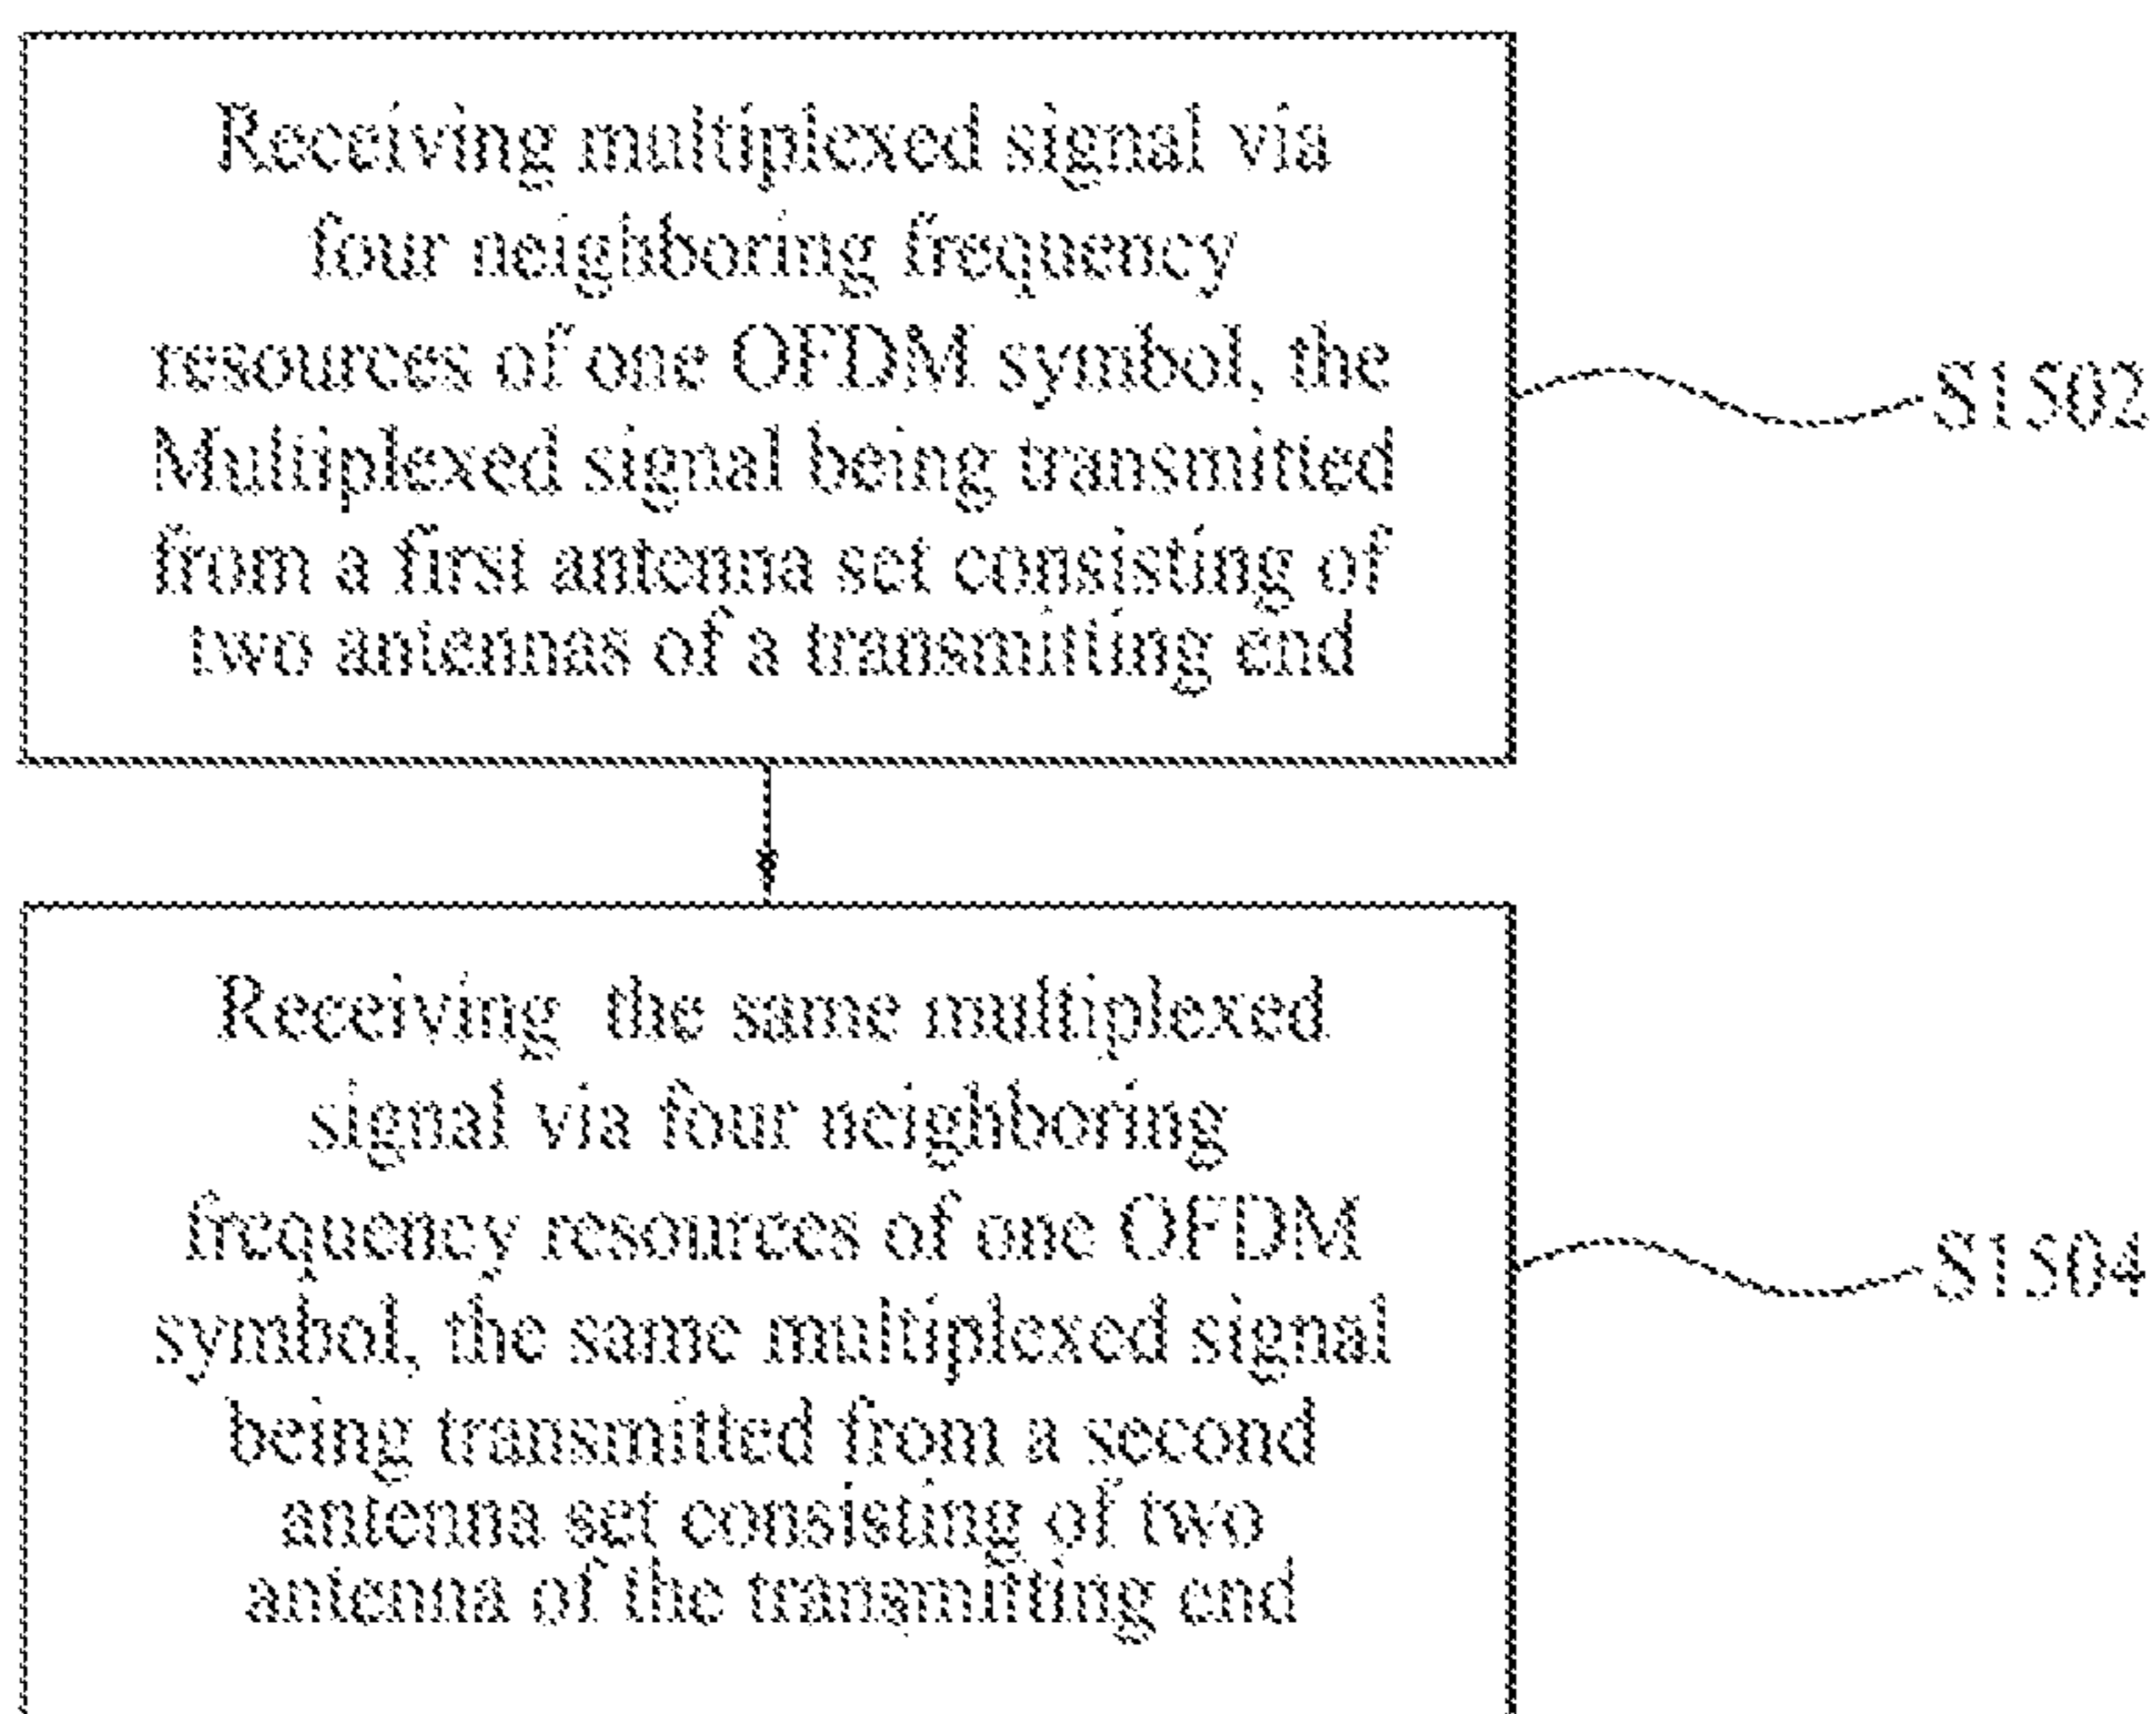 Receiving multiplexed signal via
four neighboring frequency
resources of one OFDM symbol, the
Multiplexed signal being transmitted
from a first antenna set consisting of
two antennas of a transmitting end
S1502
Receiving the same multiplexed
signal via four neighboring
frequency resources of one OFDM
symbol, the same multiplexed signal
being transmitted from a second
antenna set consisting of two
antenna of the transmitting end
S1504